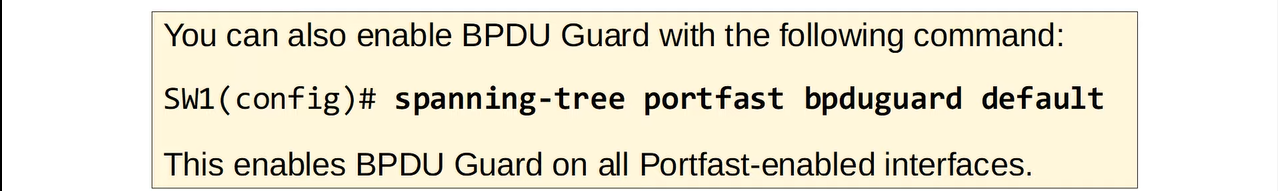 You can also enable BPDU Guard with the following command:
SW1(config)# spanning-tree portfast bpduguard default
This enables BPDU Guard on all Portfast-enabled interfaces.